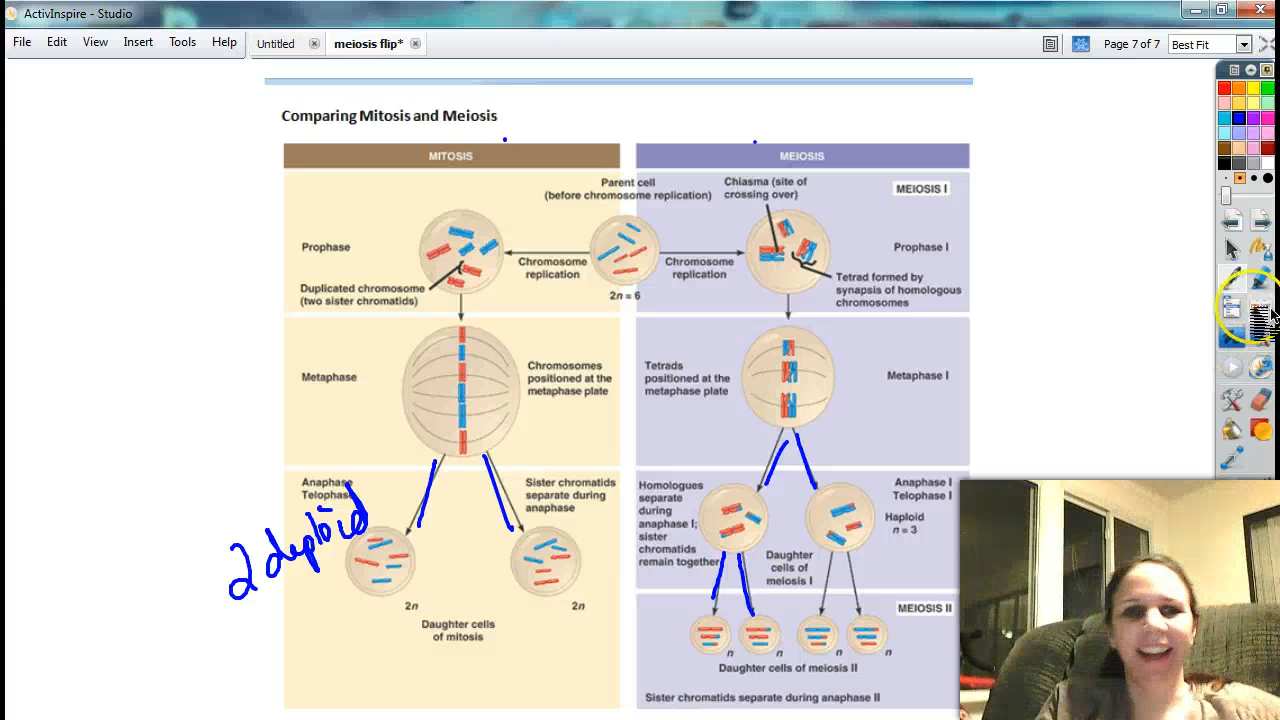 ActivInspire - Studio
File Edit View Insert Tools Help
Untitled
meiosis flip*
Page 7 of 7
Best Fit
Comparing Mitosis and Meiosis
MITOSIS
MEIOSIS
Parent cell
(before chromosome replication)
Chiasma (site of
crossing over)
MEIOSIS I
Prophase
Prophase I
Chromosome
replication
Chromosome
replication
Duplicated chromosome
(two sister chromatids)
2n = 6
Tetrad formed by
synapsis of homologous
chromosomes
Metaphase
Chromosomes
positioned at the
metaphase plate
Tetrads
positioned at the
metaphase plate
Metaphase I
Anaphase
Telophase
2 diploid
Sister chromatids
separate during
anaphase
Homologues
separate
during
anaphase I;
sister
chromatids
remain together
Anaphase I
Telophase I
Haploid
n = 3
Daughter
cells of
meiosis I
2n
2n
Daughter cells
of mitosis
MEIOSIS II
n
n
n
n
Daughter cells of meiosis II
Sister chromatids separate during anaphase II